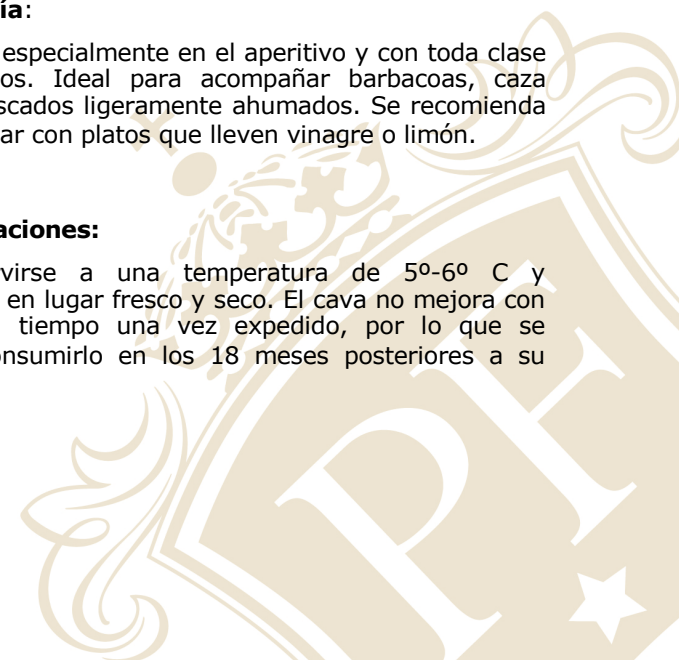 ía:
especialmente en el aperitivo y con toda clase
os. Ideal para acompañar barbacoas, caza
scados ligeramente ahumados. Se recomienda
ar con platos que lleven vinagre o limón.
aciones:
rvirse a una temperatura de 5º-6º C y
en lugar fresco y seco. El cava no mejora con
tiempo una vez expedido, por lo que se
onsumirlo en los 18 meses posteriores a su
PF